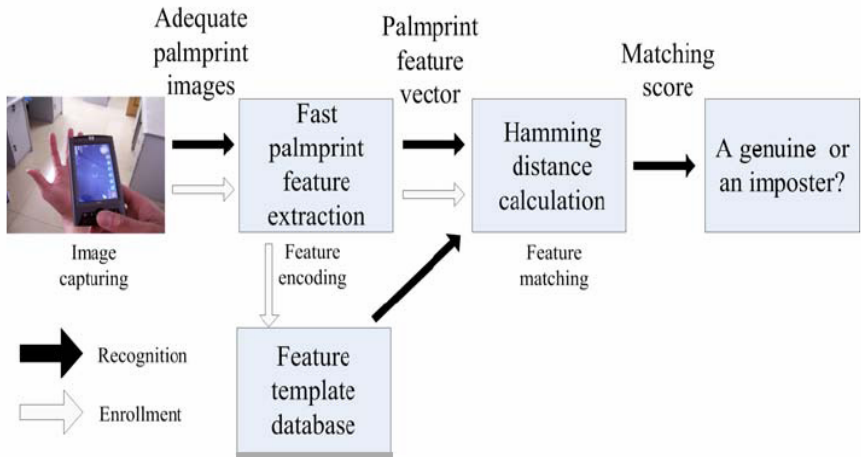 Adequate
palmprint
images
Palmprint
feature
vector
Matching
score
Fast
palmprint
feature
extraction
Hamming
distance
calculation
A genuine or
an imposter?
Image
capturing
Feature
encoding
Feature
matching
Recognition
Enrollment
Feature
template
database